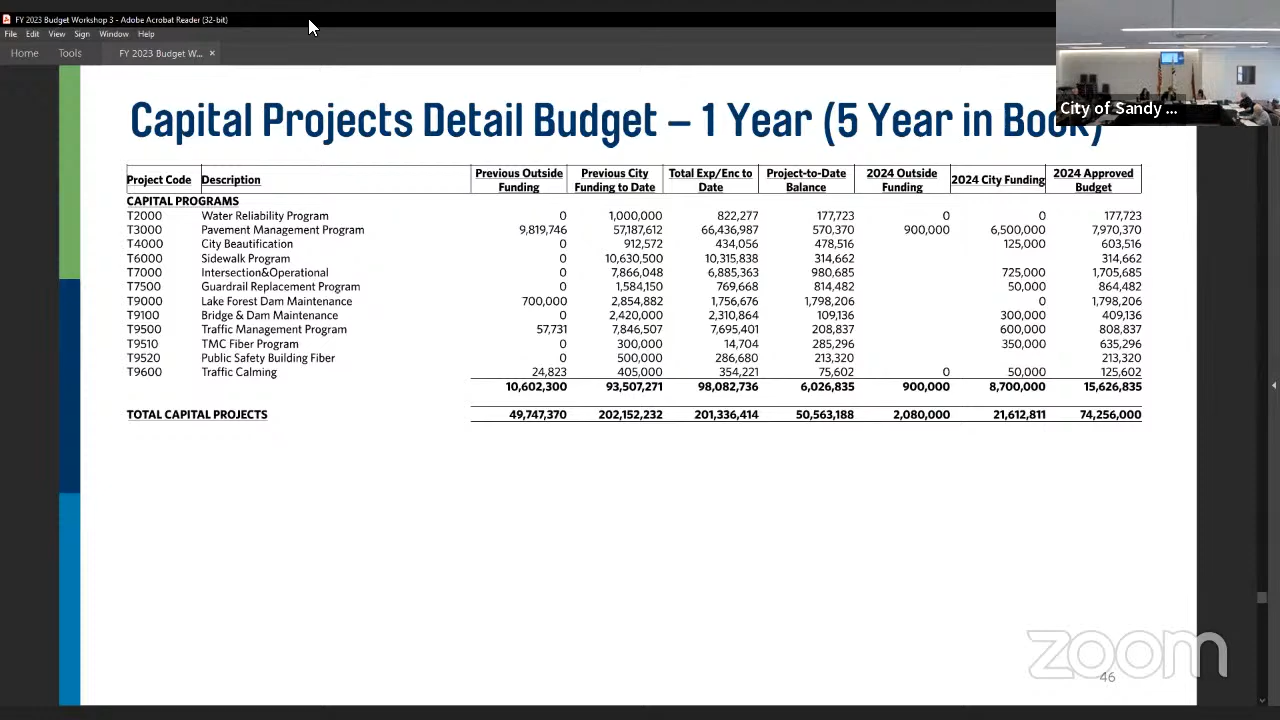 FY 2023 Budget Workshop 3 - Adobe Acrobat Reader (32-bit)
File Edit View Sign Window Help
Home Tools FY 2023 Budget W... ×
City of Sandy ...
Capital Projects Detail Budget – 1 Year (5 Year in Book)
Project Code Description Previous Outside Funding Previous City Funding to Date Total Exp/Enc to Date Project-to-Date Balance 2024 Outside Funding 2024 City Funding 2024 Approved Budget
CAPITAL PROGRAMS
T2000 Water Reliability Program 0 1,000,000 822,277 177,723 0 0 177,723
T3000 Pavement Management Program 9,819,746 57,187,612 66,436,987 570,370 900,000 6,500,000 7,970,370
T4000 City Beautification 0 912,572 434,056 478,516 125,000 603,516
T6000 Sidewalk Program 0 10,630,500 10,315,838 314,662 314,662
T7000 Intersection&Operational 0 7,866,048 6,885,363 980,685 725,000 1,705,685
T7500 Guardrail Replacement Program 0 1,584,150 769,668 814,482 50,000 864,482
T9000 Lake Forest Dam Maintenance 700,000 2,854,882 1,756,676 1,798,206 0 1,798,206
T9100 Bridge & Dam Maintenance 0 2,420,000 2,310,864 109,136 300,000 409,136
T9500 Traffic Management Program 57,731 7,846,507 7,695,401 208,837 600,000 808,837
T9510 TMC Fiber Program 0 300,000 14,704 285,296 350,000 635,296
T9520 Public Safety Building Fiber 0 500,000 286,680 213,320 213,320
T9600 Traffic Calming 24,823 405,000 354,221 75,602 0 50,000 125,602
10,602,300 93,507,271 98,082,736 6,026,835 900,000 8,700,000 15,626,835
TOTAL CAPITAL PROJECTS 49,747,370 202,152,232 201,336,414 50,563,188 2,080,000 21,612,811 74,256,000
zoom
46